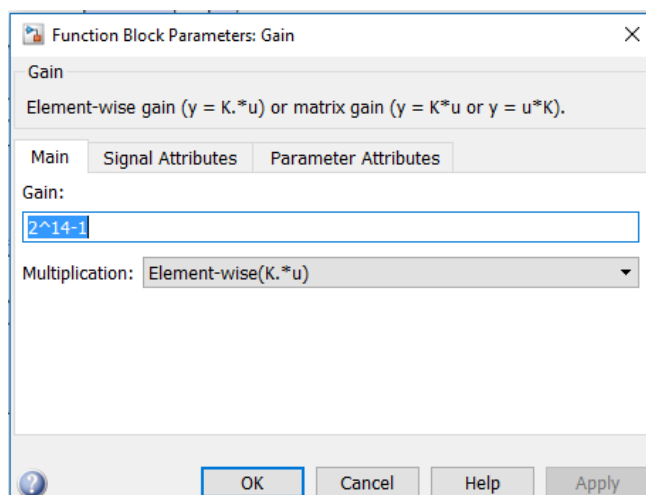 Function Block Parameters: Gain
Gain
Element-wise gain (y = K.*u) or matrix gain (y = K*u or y = u*K).
Main Signal Attributes Parameter Attributes
Gain:
2^14-1
Multiplication: Element-wise(K.*u)
OK Cancel Help Apply